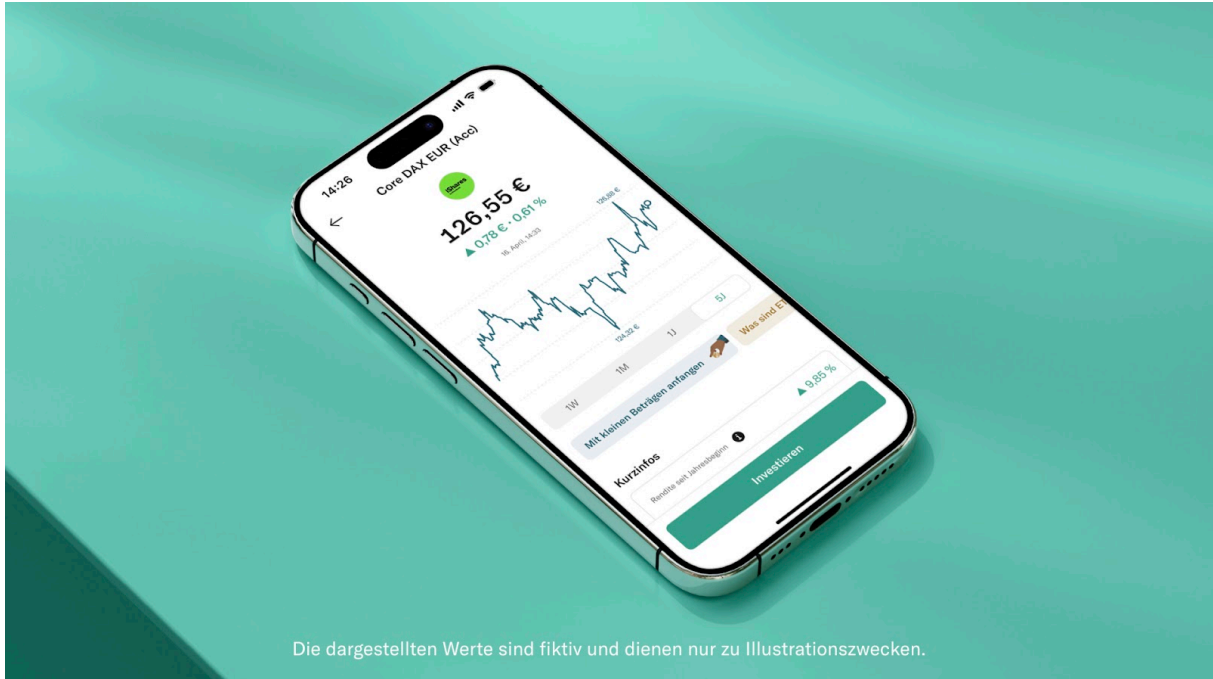 14:26
Core DAX EUR (Acc)
iShares
126,55 €
▲ 0,78 € · 0,61 %
16. April, 14:33
126,88 €
124,32 €
1W
1M
1J
5J
Mit kleinen Beträgen anfangen
Was sind ET
Kurzinfos
Rendite seit Jahresbeginn
▲ 9,85 %
Investieren
Die dargestellten Werte sind fiktiv und dienen nur zu Illustrationszwecken.